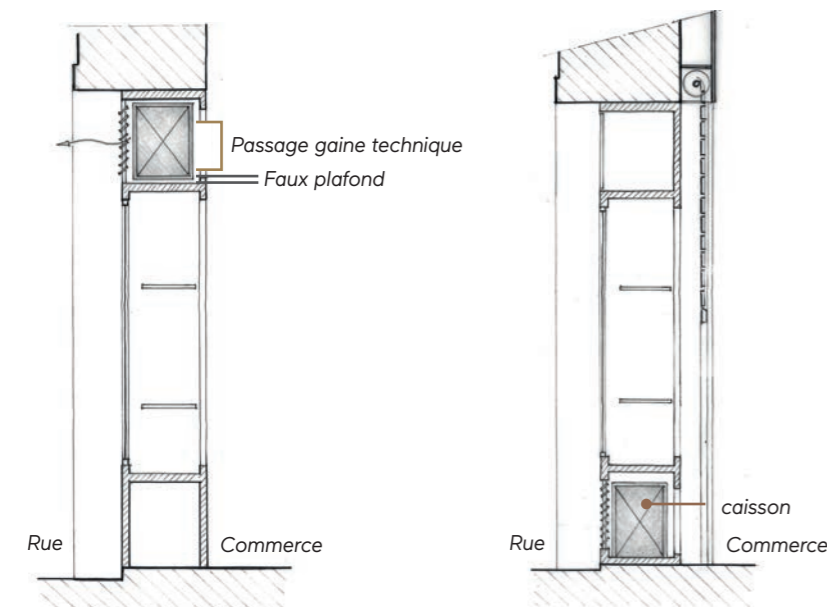 Passage gaine technique
Faux plafond
Rue
Commerce
caisson
Rue
Commerce